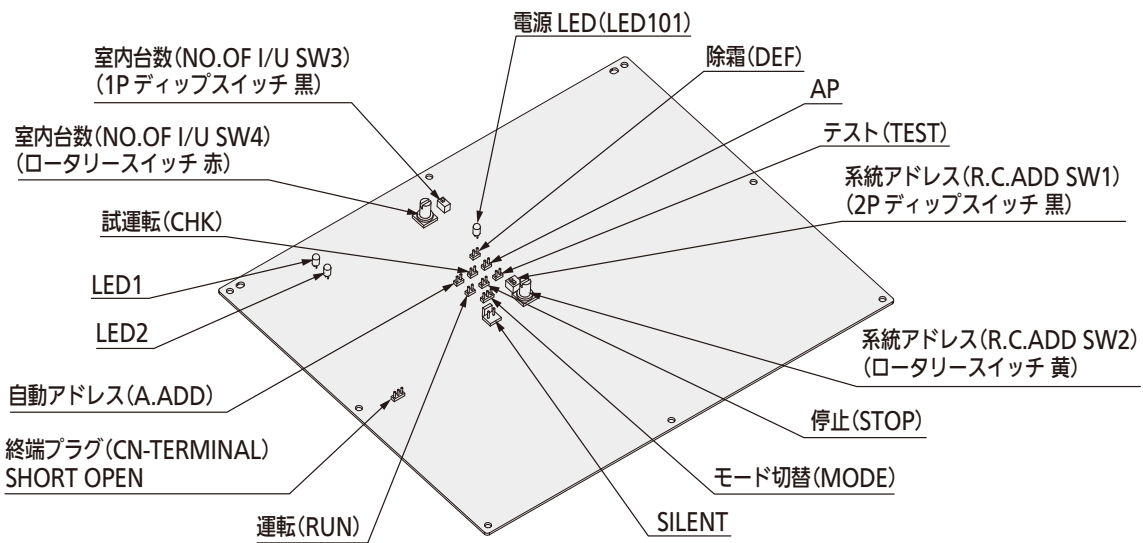 電源 LED(LED101)
室内台数(NO.OF I/U SW3)
(1P ディップスイッチ 黒)
除霜(DEF)
AP
室内台数(NO.OF I/U SW4)
(ロータリースイッチ 赤)
テスト(TEST)
系統アドレス(R.C.ADD SW1)
(2P ディップスイッチ 黒)
試運転(CHK)
LED1
LED2
系統アドレス(R.C.ADD SW2)
(ロータリースイッチ 黄)
自動アドレス(A.ADD)
停止(STOP)
終端プラグ(CN-TERMINAL)
SHORT OPEN
モード切替(MODE)
運転(RUN)
SILENT